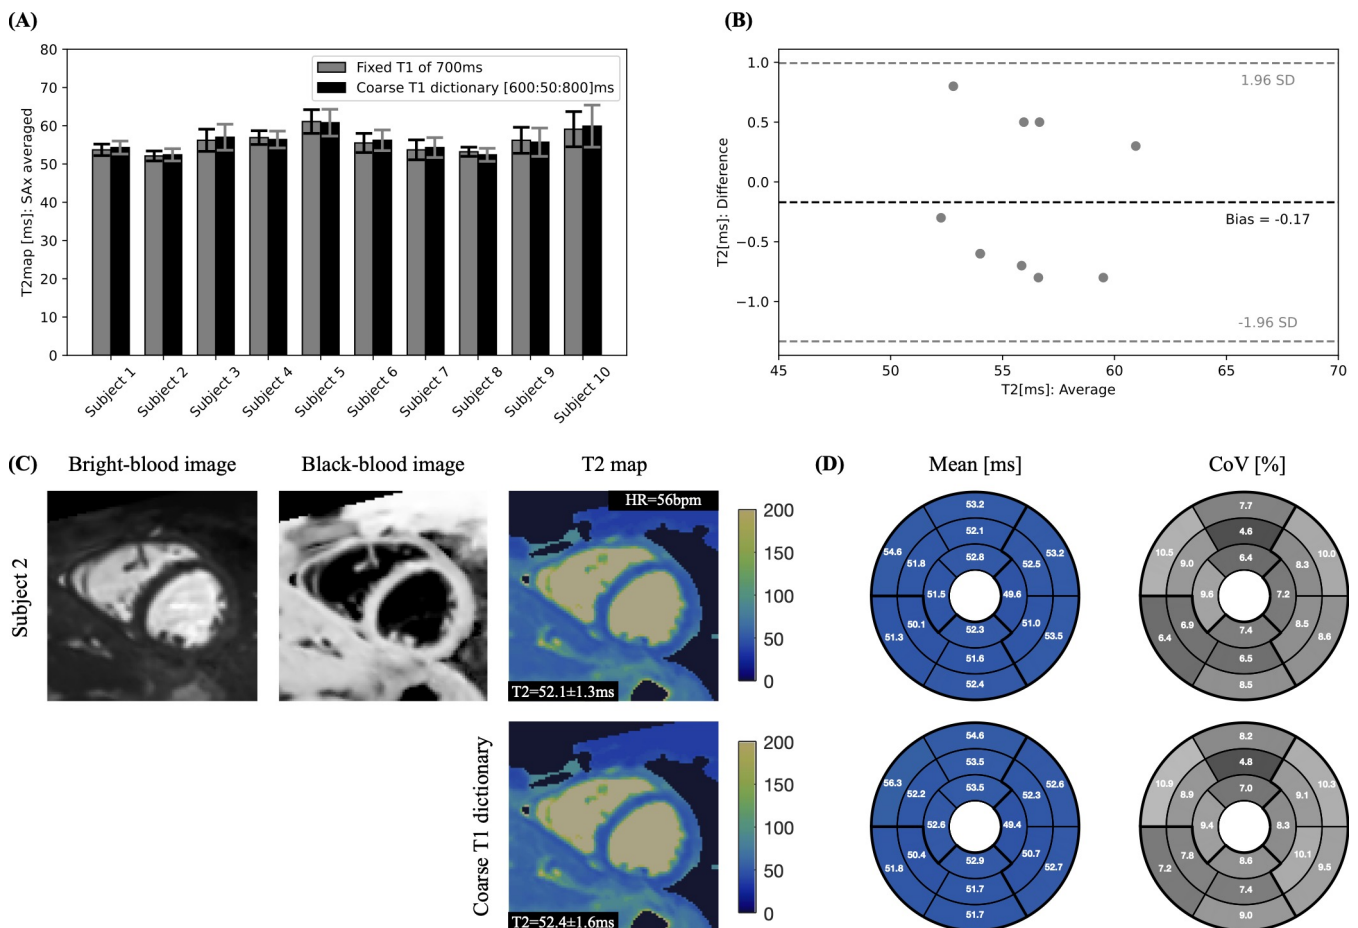 (A)
80
70
60
50
40
30
20
10
0
T2map [ms]: SAx averaged
Fixed T1 of 700ms
Coarse T1 dictionary [600:50:800]ms
Subject 1
Subject 2
Subject 3
Subject 4
Subject 5
Subject 6
Subject 7
Subject 8
Subject 9
Subject 10
(B)
1.0
0.5
0.0
−0.5
−1.0
T2[ms]: Difference
1.96 SD
Bias = -0.17
-1.96 SD
45
50
55
60
65
70
T2[ms]: Average
(C)
Bright-blood image
Black-blood image
T2 map
Subject 2
HR=56bpm
T2=52.1±1.3ms
200
150
100
50
0
Coarse T1 dictionary
T2=52.4±1.6ms
200
150
100
50
0
(D)
Mean [ms]
CoV [%]
53.2
52.1
54.6
53.2
51.8
52.5
52.8
51.5
49.6
50.1
51.0
51.3
53.5
52.3
51.6
52.4
7.7
4.6
10.5
10.0
9.0
8.3
6.4
9.6
7.2
6.9
8.5
6.4
8.6
7.4
6.5
8.5
54.6
53.5
56.3
52.6
52.2
52.3
53.5
52.6
49.4
50.4
50.7
51.8
52.7
52.9
51.7
51.7
8.2
4.8
10.9
10.3
8.9
9.1
7.0
9.4
8.3
7.8
10.1
7.2
9.5
8.6
7.4
9.0